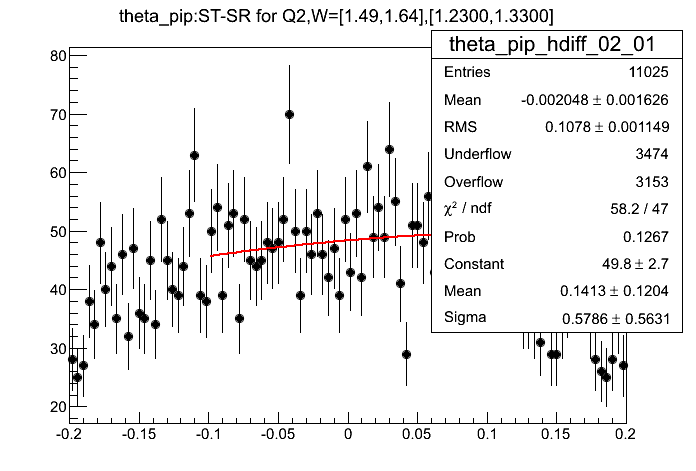 theta_pip:ST-SR for Q2,W=[1.49,1.64],[1.2300,1.3300]
theta_pip_hdiff_02_01
Entries 11025
Mean -0.002048 ± 0.001626
RMS 0.1078 ± 0.001149
Underflow 3474
Overflow 3153
χ² / ndf 58.2 / 47
Prob 0.1267
Constant 49.8 ± 2.7
Mean 0.1413 ± 0.1204
Sigma 0.5786 ± 0.5631
80
70
60
50
40
30
20
-0.2 -0.15 -0.1 -0.05 0 0.05 0.1 0.15 0.2